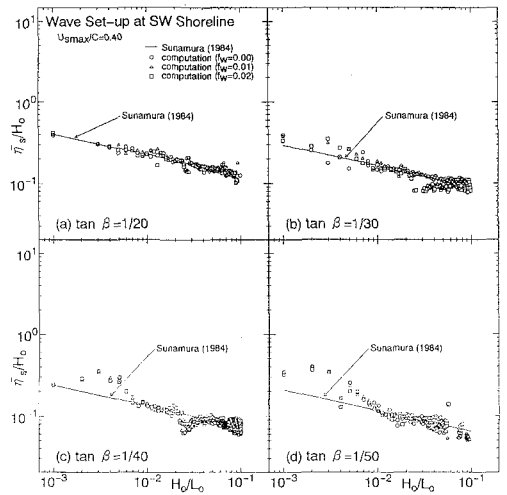 Wave Set-up at SW Shoreline
Usmax/C=0.40
Sunamura (1984)
computation (fw=0.00)
computation (fw=0.01)
computation (fw=0.02)
10¹
10⁰
10⁻¹
η̄s/Ho
Sunamura (1984)
(a) tan β=1/20
Sunamura (1984)
(b) tan β=1/30
10¹
10⁰
10⁻¹
η̄s/Ho
Sunamura (1984)
(c) tan β=1/40
Sunamura (1984)
(d) tan β=1/50
10⁻³ 10⁻² 10⁻¹
Ho/Lo
10⁻³ 10⁻² 10⁻¹
Ho/Lo